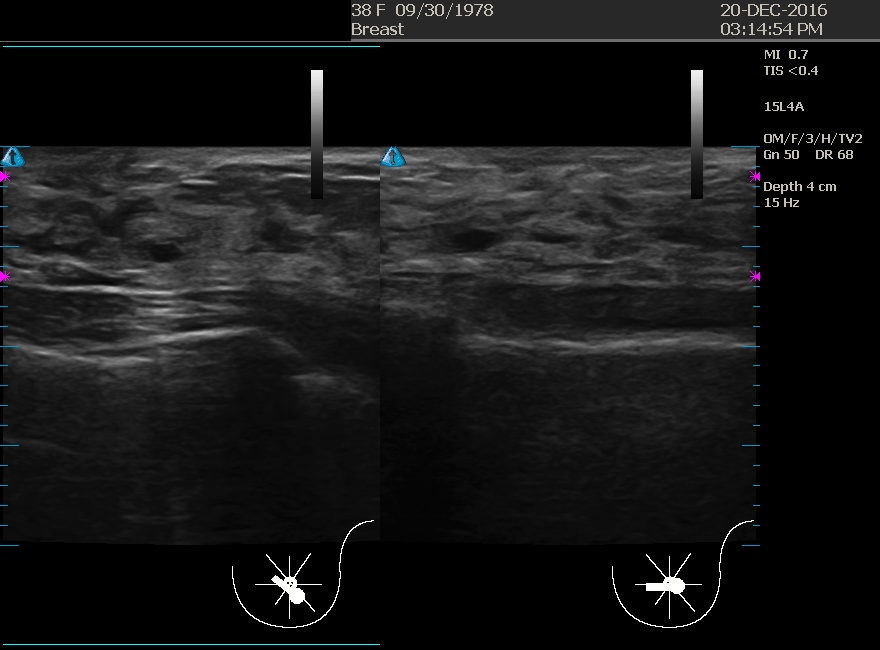 38 F 09/30/1978
20-DEC-2016
Breast
03:14:54 PM
MI 0.7
TIS <0.4
15L4A
OM/F/3/H/TV2
Gn 50 DR 68
Depth 4 cm
15 Hz